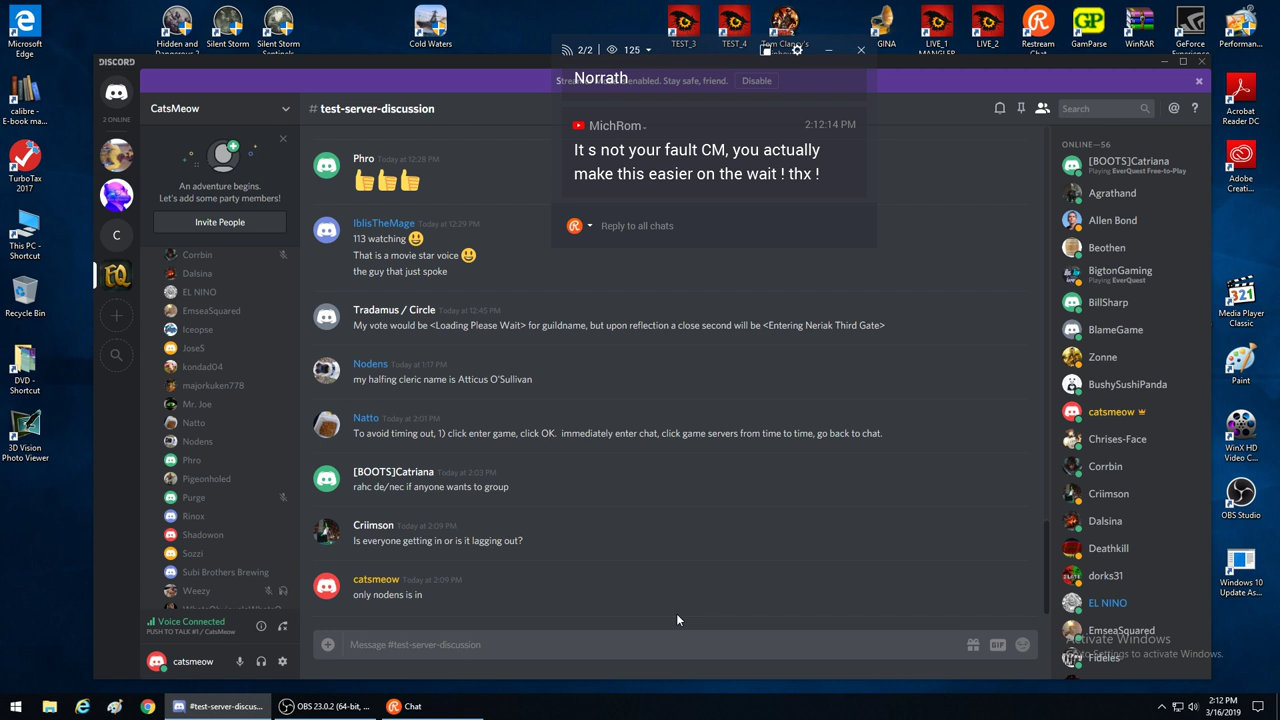 Microsoft
Edge
calibre -
E-book ma...
TurboTax
2017
This PC -
Shortcut
Recycle Bin
DVD -
Shortcut
3D Vision
Photo Viewer
Hidden and
Silent Storm
Silent Storm
Cold Waters
TEST_3
TEST_4
GINA
LIVE_1
MANGLER
LIVE_2
Restream
Chat
GamParse
WinRAR
GeForce
Experience
Performan...
Acrobat
Reader DC
Adobe
Creati...
Media Player
Classic
Paint
WinX HD
Video C...
OBS Studio
Windows 10
Update As...
DISCORD
2 ONLINE
C
enabled. Stay safe, friend.
Disable
CatsMeow
# test-server-discussion
Search
An adventure begins.
Let's add some party members!
Invite People
Corrbin
Dalsina
EL NINO
EmseaSquared
Iceopse
JoseS
kondad04
majorkuken778
Mr. Joe
Natto
Nodens
Phro
Pigeonholed
Purge
Rinox
Shadowon
Sozzi
Subi Brothers Brewing
Weezy
Voice Connected
PUSH TO TALK #1 / CatsMeow
catsmeow
Phro Today at 12:28 PM
IblisTheMage Today at 12:29 PM
113 watching
That is a movie star voice
the guy that just spoke
Tradamus / Circle Today at 12:45 PM
My vote would be <Loading Please Wait> for guildname, but upon reflection a close second will be <Entering Neriak Third Gate>
Nodens Today at 1:17 PM
my halfing cleric name is Atticus O'Sullivan
Natto Today at 2:01 PM
To avoid timing out, 1) click enter game, click OK. immediately enter chat, click game servers from time to time, go back to chat.
[BOOTS]Catriana Today at 2:03 PM
rahc de/nec if anyone wants to group
Criimson Today at 2:09 PM
Is everyone getting in or is it lagging out?
catsmeow Today at 2:09 PM
only nodens is in
Message #test-server-discussion
GIF
2/2 125
Norrath
MichRom
2:12:14 PM
It s not your fault CM, you actually
make this easier on the wait ! thx !
Reply to all chats
ONLINE—56
[BOOTS]Catriana
Playing EverQuest Free-to-Play
Agrathand
Allen Bond
Beothen
BigtonGaming
Playing EverQuest
BillSharp
BlameGame
Zonne
BushySushiPanda
catsmeow
Chrises-Face
Corrbin
Criimson
Dalsina
Deathkill
dorks31
EL NINO
EmseaSquared
Fideles
Activate Windows
Go to Settings to activate Windows.
#test-server-discus...
OBS 23.0.2 (64-bit, ...
Chat
2:12 PM
3/16/2019